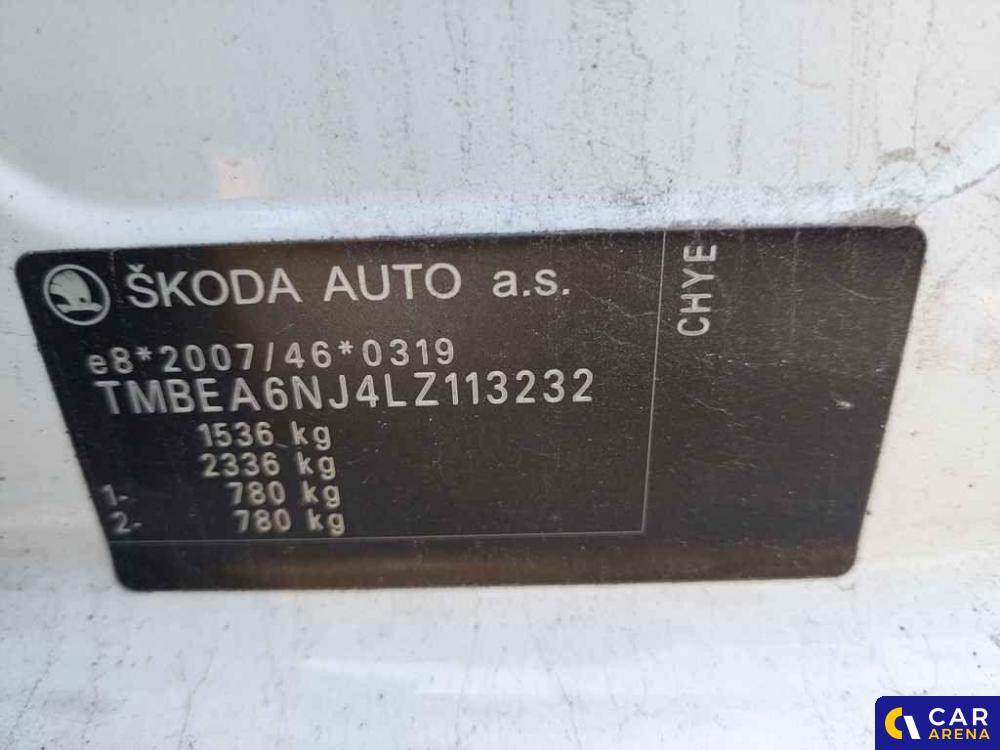 ŠKODA AUTO a.s.
e8*2007/46*0319
TMBEA6NJ4LZ113232
1536 kg
2336 kg
1- 780 kg
2- 780 kg
CHYE
CAR
ARENA